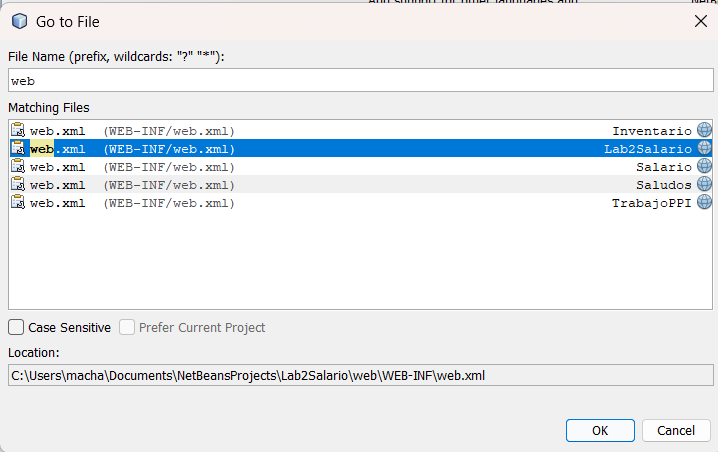 Go to File
File Name (prefix, wildcards: "?" "*"):
web
Matching Files
web.xml (WEB-INF/web.xml) Inventario
web.xml (WEB-INF/web.xml) Lab2Salario
web.xml (WEB-INF/web.xml) Salario
web.xml (WEB-INF/web.xml) Saludos
web.xml (WEB-INF/web.xml) TrabajoPPI
Case Sensitive Prefer Current Project
Location:
C:\Users\macha\Documents\NetBeansProjects\Lab2Salario\web\WEB-INF\web.xml
OK Cancel